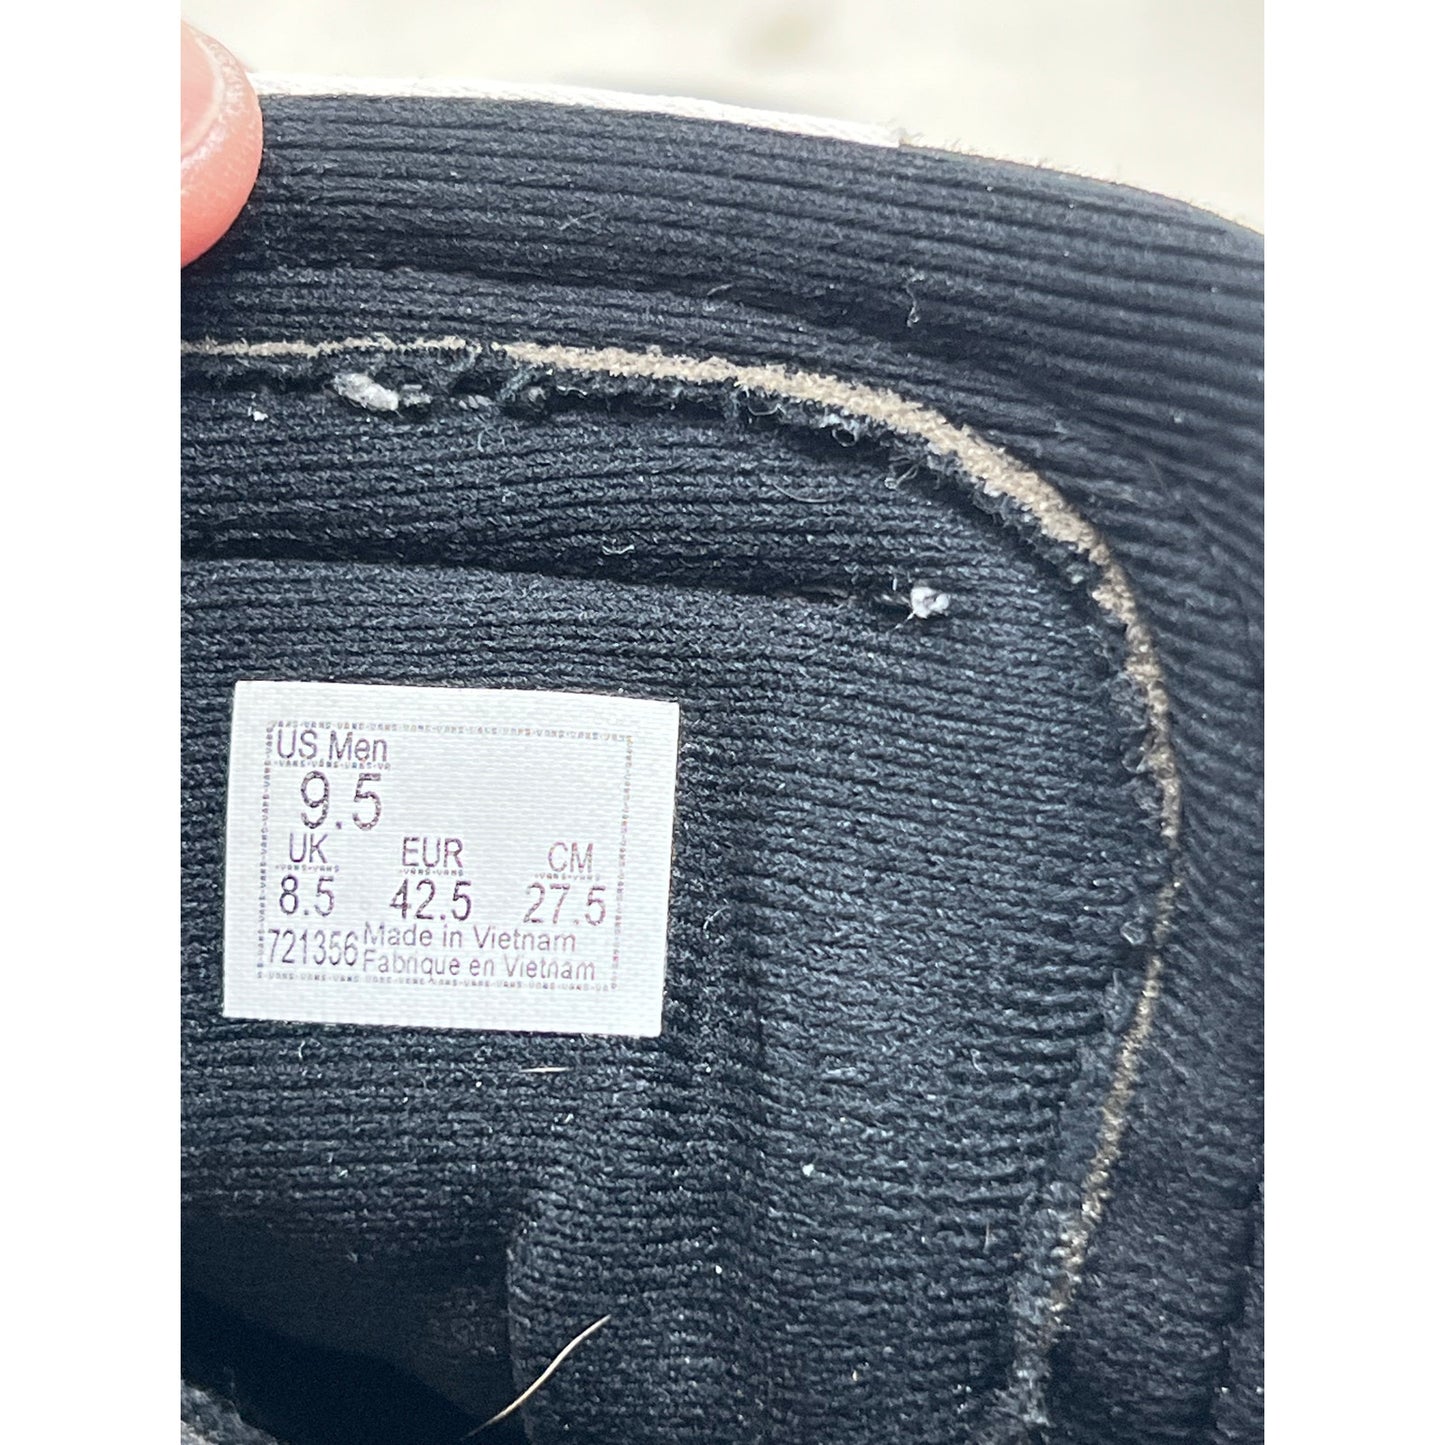 US Men
9.5
UK EUR CM
8.5 42.5 27.5
721356 Made in Vietnam
Fabrique en Vietnam